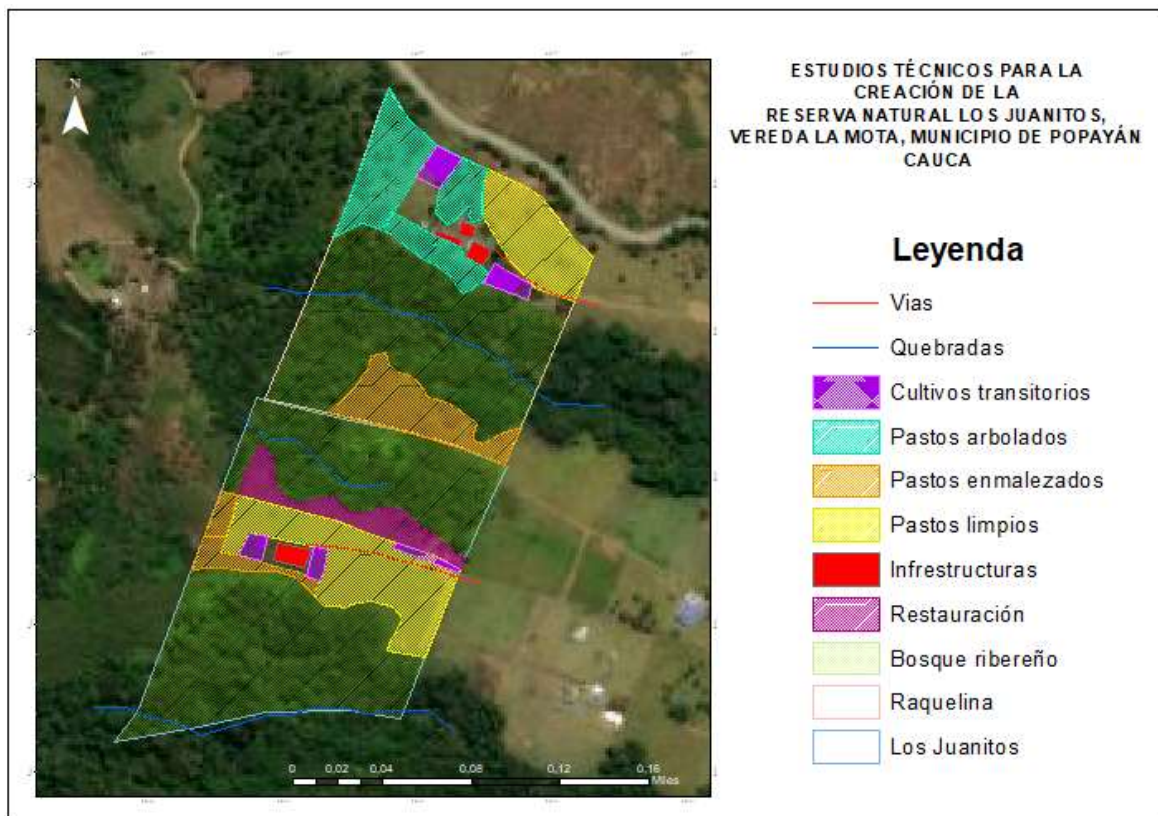 ESTUDIOS TÉCNICOS PARA LA
CREACIÓN DE LA
RESERVA NATURAL LOS JUANITOS,
VEREDA LA MOTA, MUNICIPIO DE POPAYÁN
CAUCA
N
Leyenda
Vias
Quebradas
Cultivos transitorios
Pastos arbolados
Pastos enmalezados
Pastos limpios
Infrestructuras
Restauración
Bosque ribereño
Raquelina
Los Juanitos
0 0,02 0,04 0,08 0,12 0,16
Miles